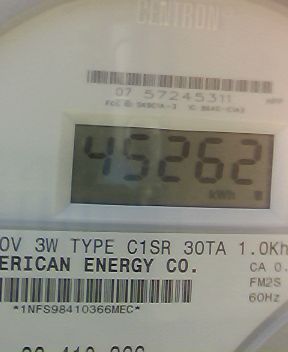 CENTRON
07 57245311
45262
kWh
0V 3W TYPE C1SR 30TA 1.0Kh
ERICAN ENERGY CO.
CA 0.
FM2S
60Hz
*1NFS98410366MEC*